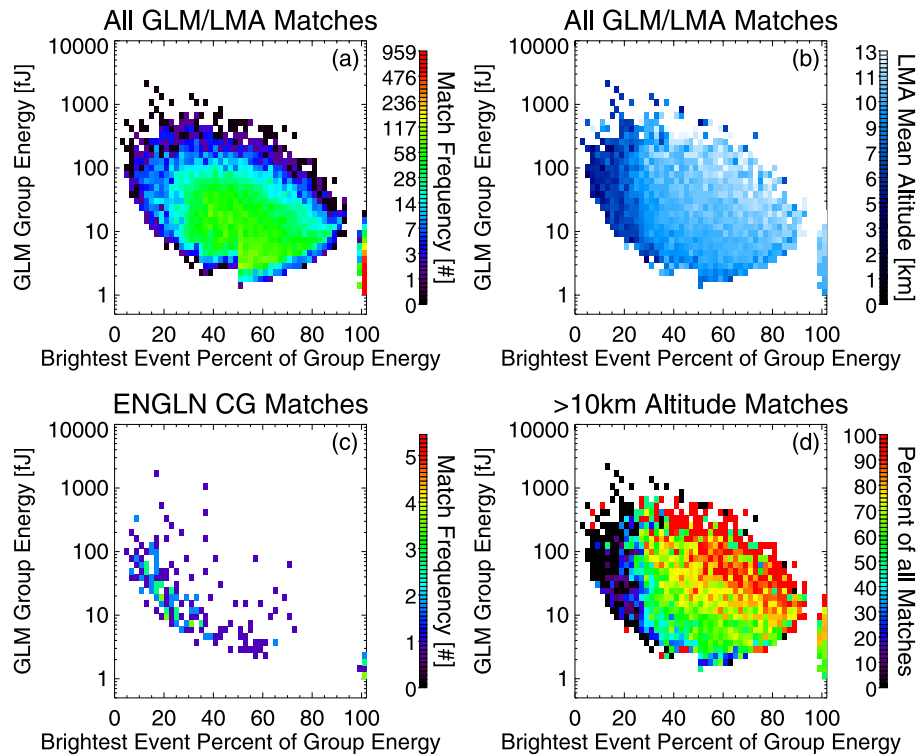 All GLM/LMA Matches
(a)
GLM Group Energy [fJ]
10000
1000
100
10
1
0 20 40 60 80 100
Brightest Event Percent of Group Energy
959
476
236
117
58
28
14
7
3
1
0
Match Frequency [#]
All GLM/LMA Matches
(b)
GLM Group Energy [fJ]
10000
1000
100
10
1
0 20 40 60 80 100
Brightest Event Percent of Group Energy
13
12
10
9
8
6
5
4
3
1
0
LMA Mean Altitude [km]
ENGLN CG Matches
(c)
GLM Group Energy [fJ]
10000
1000
100
10
1
0 20 40 60 80 100
Brightest Event Percent of Group Energy
5
4
4
3
3
2
2
1
1
0
Match Frequency [#]
>10km Altitude Matches
(d)
GLM Group Energy [fJ]
10000
1000
100
10
1
0 20 40 60 80 100
Brightest Event Percent of Group Energy
100
90
80
70
60
50
40
30
20
10
0
Percent of all Matches